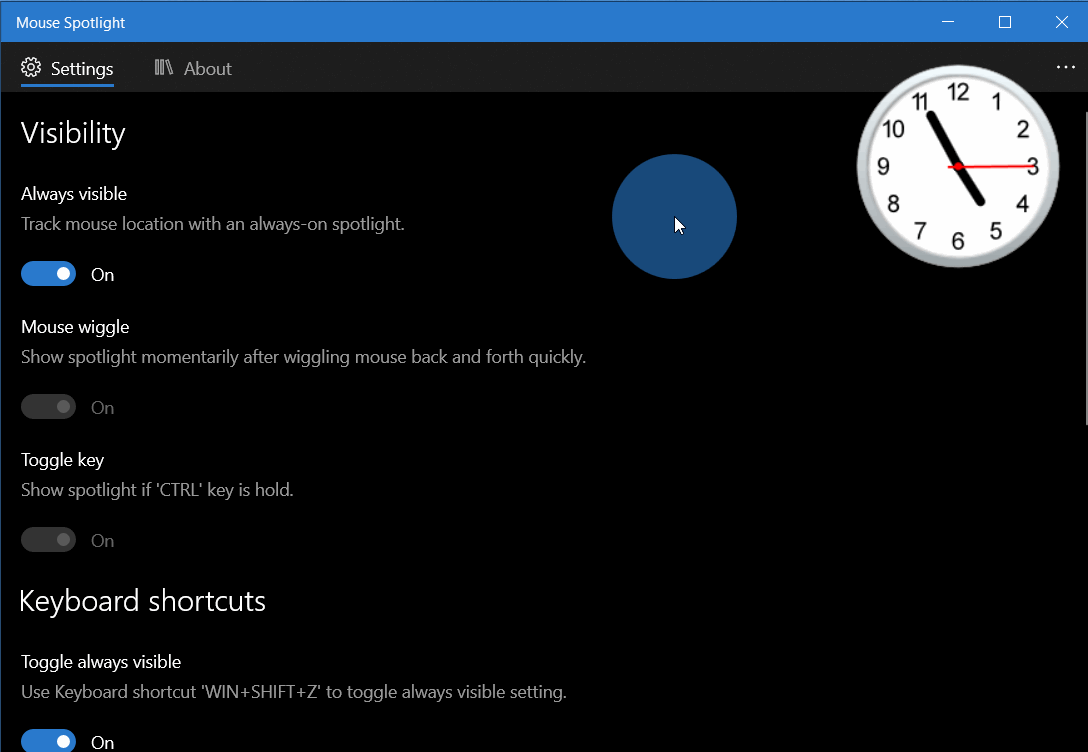 Mouse Spotlight
Settings
About
Visibility
Always visible
Track mouse location with an always-on spotlight.
On
Mouse wiggle
Show spotlight momentarily after wiggling mouse back and forth quickly.
On
Toggle key
Show spotlight if 'CTRL' key is hold.
On
Keyboard shortcuts
Toggle always visible
Use Keyboard shortcut 'WIN+SHIFT+Z' to toggle always visible setting.
On
12
1
2
3
4
5
6
7
8
9
10
11